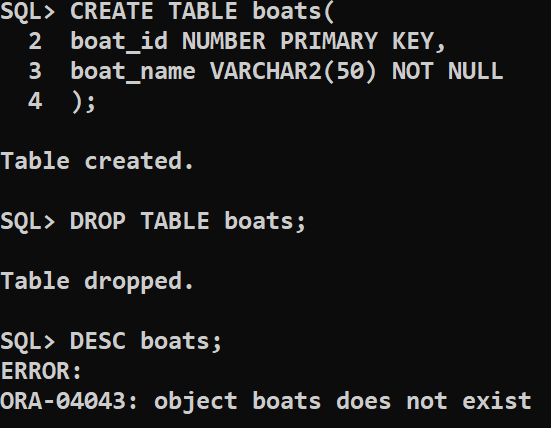 SQL> CREATE TABLE boats(
2 boat_id NUMBER PRIMARY KEY,
3 boat_name VARCHAR2(50) NOT NULL
4 );
Table created.
SQL> DROP TABLE boats;
Table dropped.
SQL> DESC boats;
ERROR:
ORA-04043: object boats does not exist